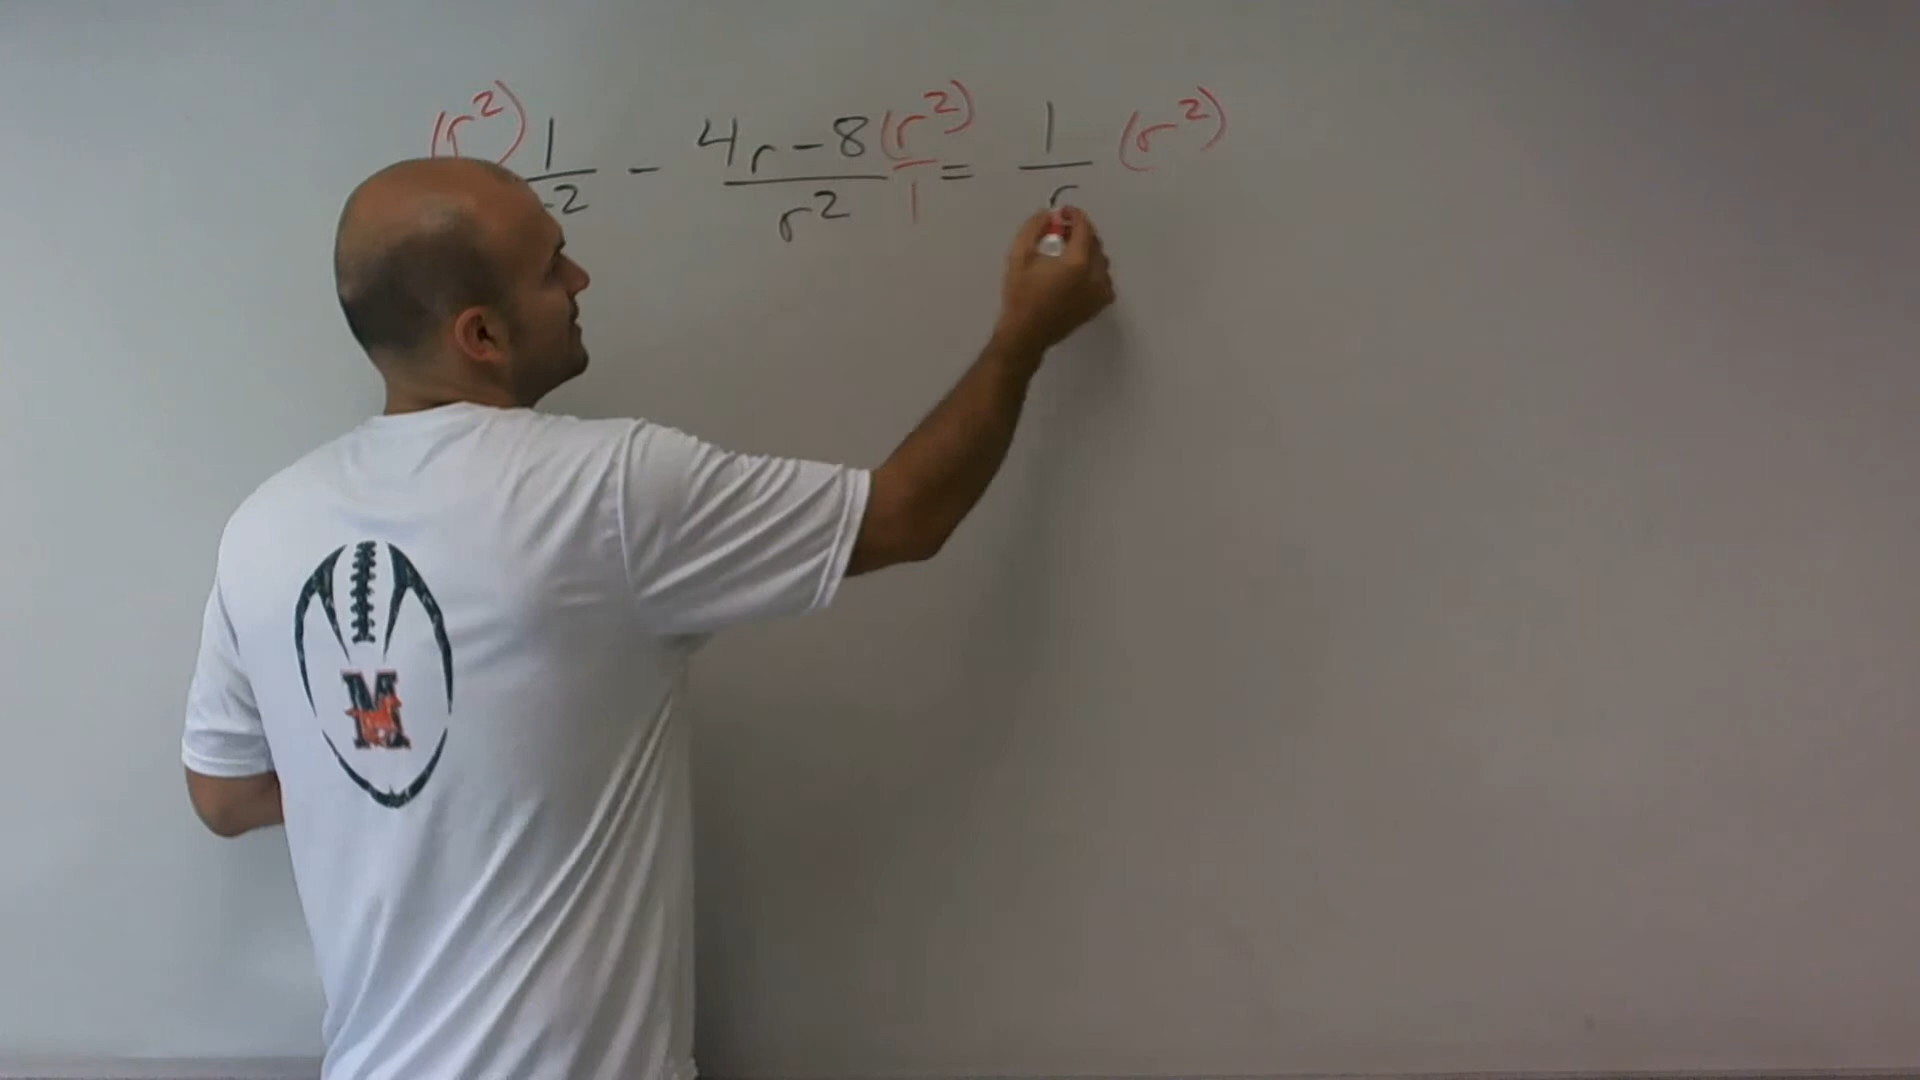 (r²) 1/r² - 4r-8/r² (r²)/1 = 1/r (r²)
M